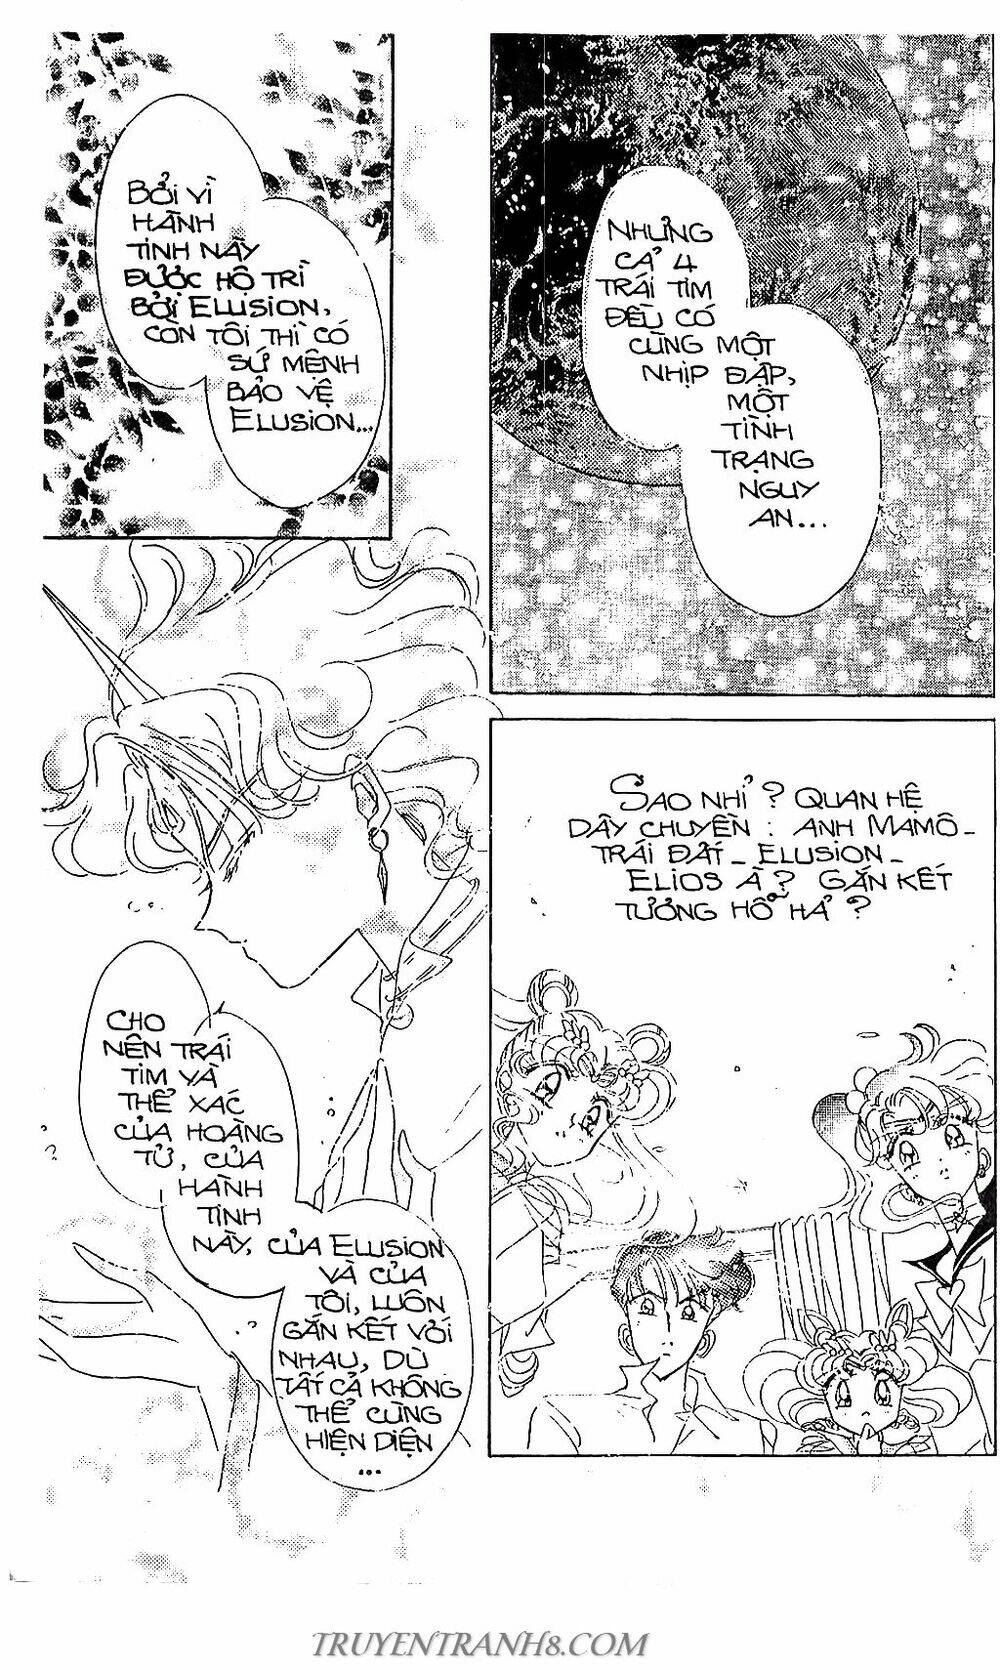 BỞI VÌ
HÀNH
TINH NÀY
ĐƯỢC HỘ TRÌ
BỞI ELUSION,
CÒN TÔI THÌ CÓ
SỨ MỆNH
BẢO VỆ
ELUSION...
NHƯNG
CẢ 4
TRÁI TIM
ĐỀU CÓ
CÙNG MỘT
NHỊP ĐẬP,
MỘT
TÌNH
TRẠNG
NGUY
AN...
CHO
NÊN TRÁI
TIM VÀ
THỂ XÁC
CỦA HOÀNG
TỬ, CỦA
HÀNH
TINH
NÀY, CỦA ELUSION
VÀ CỦA
TÔI, LUÔN
GẮN KẾT VỚI
NHAU, DÙ
TẤT CẢ KHÔNG
THỂ CÙNG
HIỆN DIỆN
...
SAO NHỈ? QUAN HỆ
DÂY CHUYỀN: ANH MAMÔ_
TRÁI ĐẤT_ ELUSION_
ELIOS À? GẮN KẾT
TƯƠNG HỖ HẢ?
TRUYENTRANH8.COM